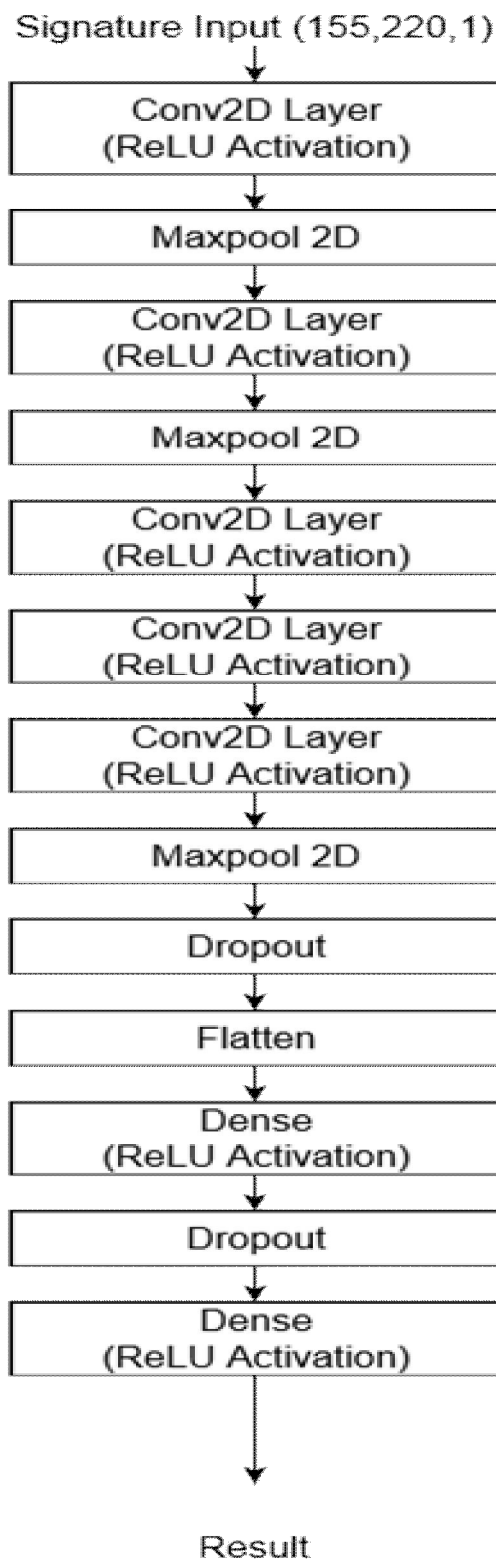 Signature Input (155,220,1)
Conv2D Layer
(ReLU Activation)
Maxpool 2D
Conv2D Layer
(ReLU Activation)
Maxpool 2D
Conv2D Layer
(ReLU Activation)
Conv2D Layer
(ReLU Activation)
Conv2D Layer
(ReLU Activation)
Maxpool 2D
Dropout
Flatten
Dense
(ReLU Activation)
Dropout
Dense
(ReLU Activation)
Result